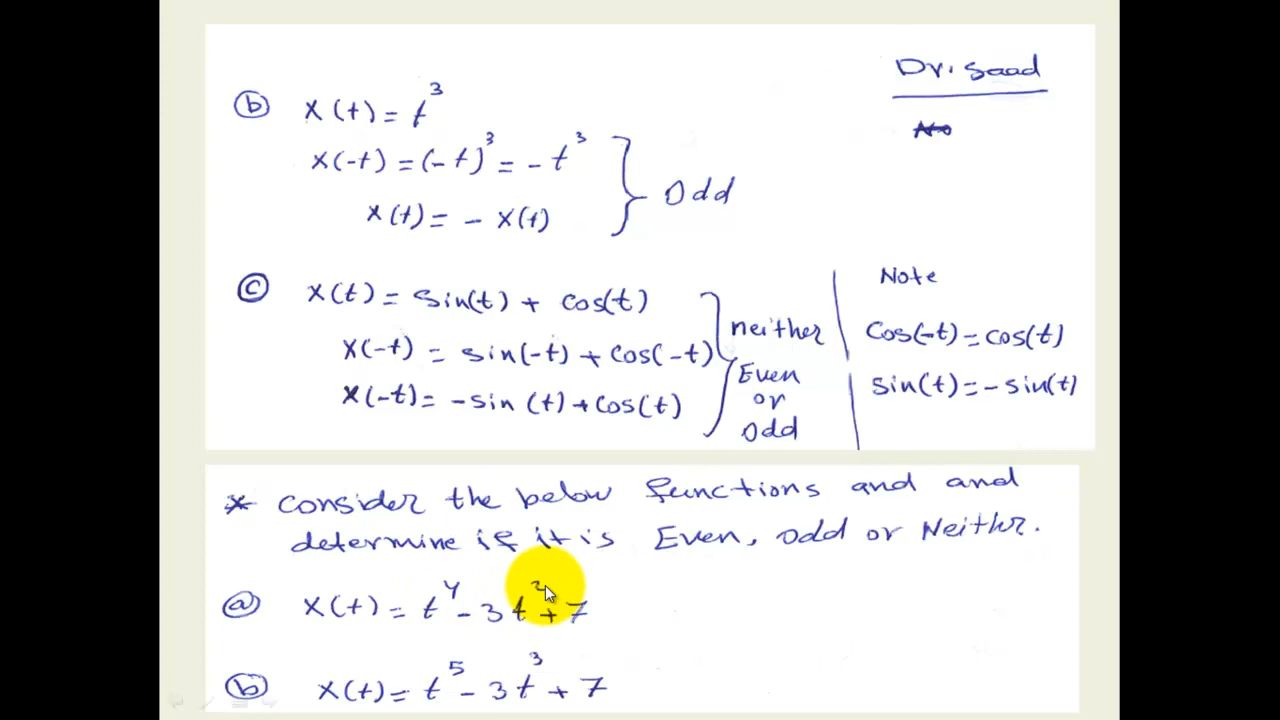 Dr. Saad
ⓑ x(t) = t³
x(-t) = (-t)³ = - t³
x(t) = - x(t)
} Odd
ⓒ x(t) = sin(t) + cos(t)
x(-t) = sin(-t) + cos(-t)
x(-t) = -sin(t) + cos(t)
neither
Even
or
odd
Note
Cos(-t) = cos(t)
sin(t) = - sin(t)
* Consider the below functions and and
determine if it is Even, odd or Neither.
ⓐ x(t) = t⁴ - 3t² + 7
ⓑ x(t) = t⁵ - 3t³ + 7